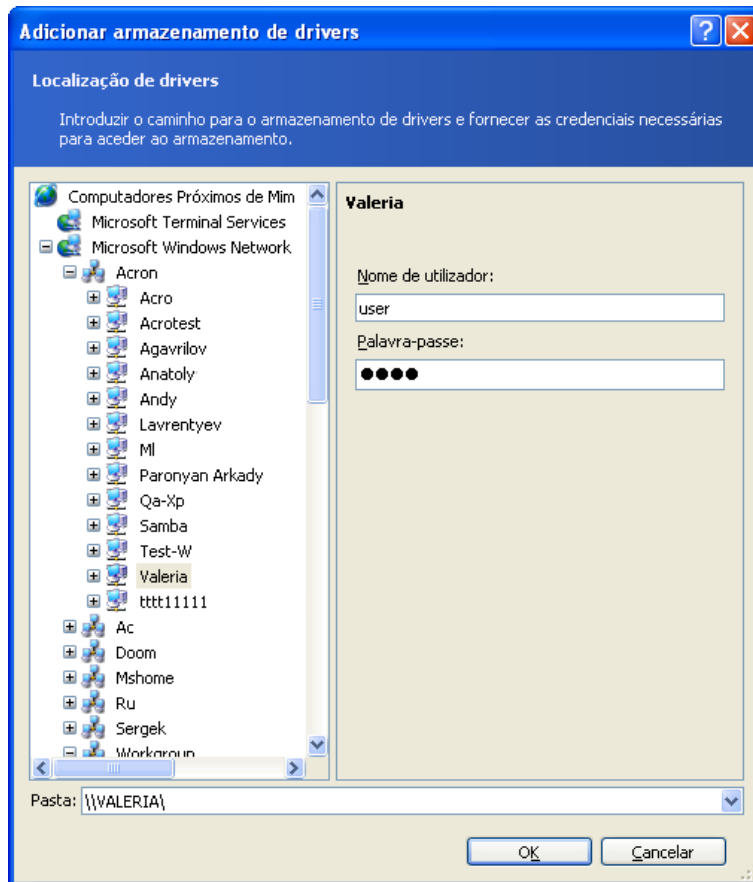 Adicionar armazenamento de drivers
Localização de drivers
Introduzir o caminho para o armazenamento de drivers e fornecer as credenciais necessárias
para aceder ao armazenamento.
Computadores Próximos de Mim
Microsoft Terminal Services
Microsoft Windows Network
Acron
Acro
Acrotest
Agavrilov
Anatoly
Andy
Lavrentyev
Ml
Paronyan Arkady
Qa-Xp
Samba
Test-W
Valeria
tttt11111
Ac
Doom
Mshome
Ru
Sergek
Workgroup
Valeria
Nome de utilizador:
user
Palavra-passe:
●●●●
Pasta: \\VALERIA\
OK
Cancelar